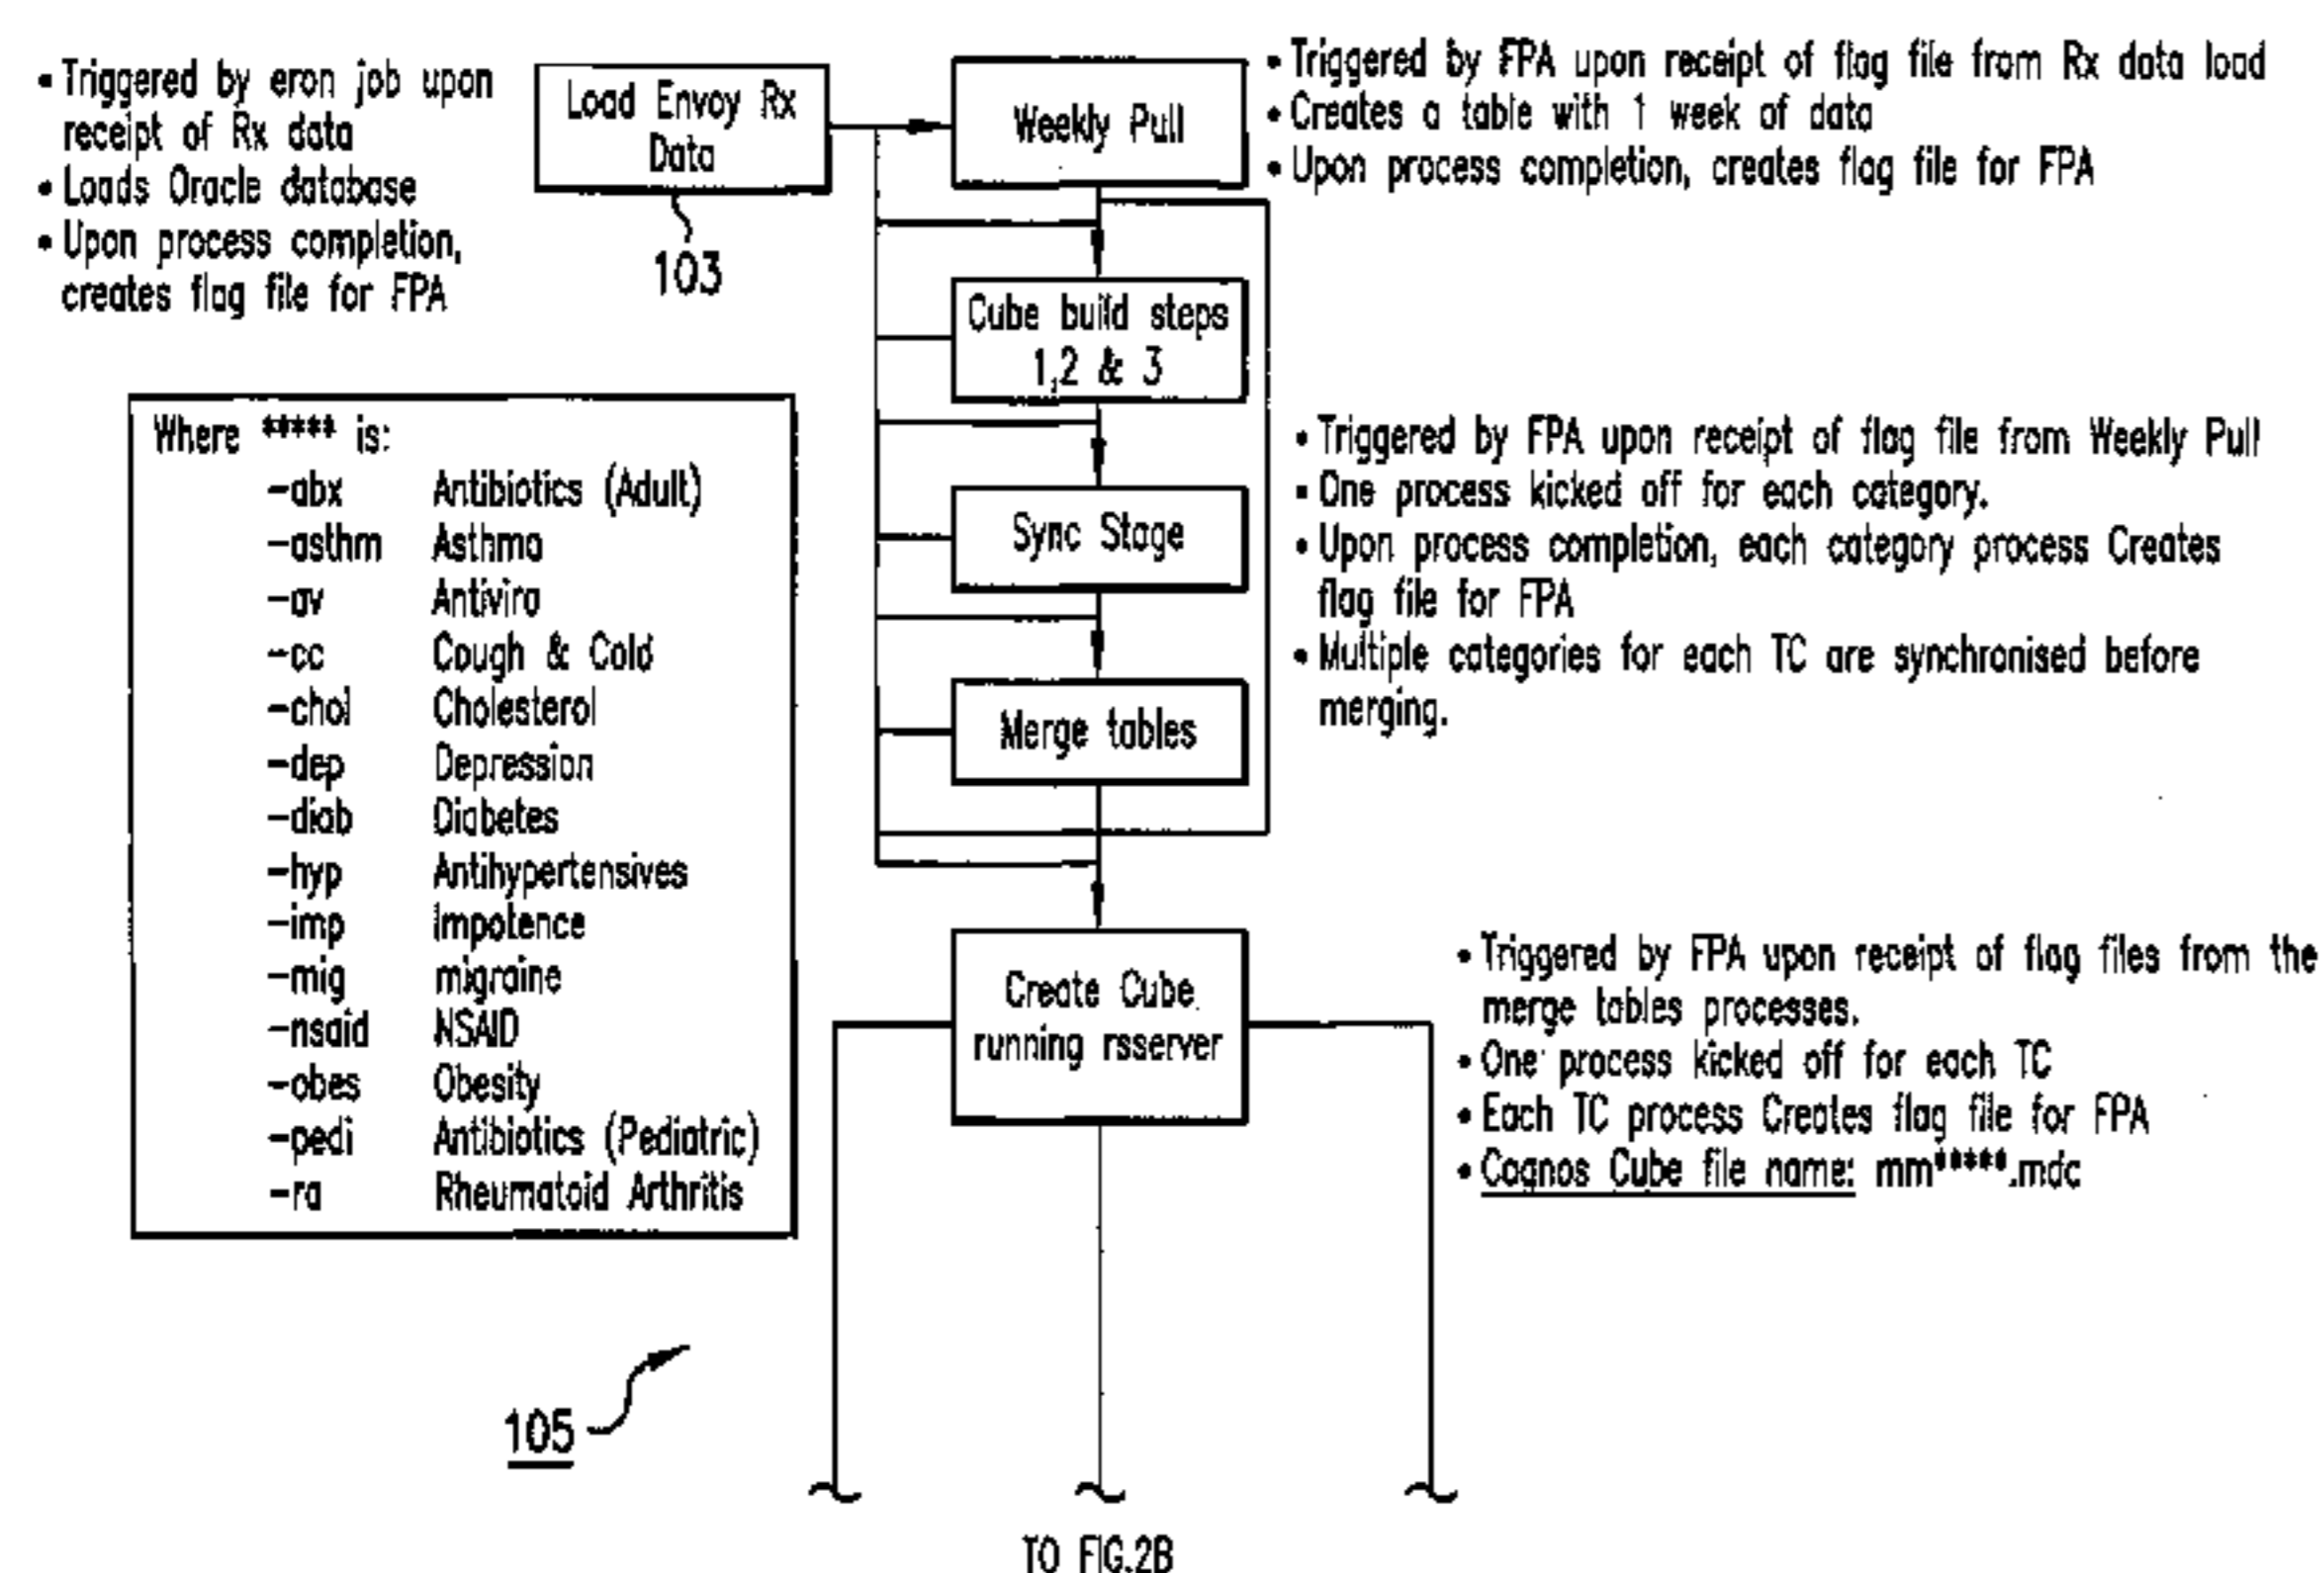 • Triggered by eron job upon
receipt of Rx data
• Loads Oracle database
• Upon process completion,
creates flag file for FPA
Load Envoy Rx
Data
103
Weekly Pull
• Triggered by FPA upon receipt of flag file from Rx data load
• Creates a table with 1 week of data
• Upon process completion, creates flag file for FPA
Cube build steps
1,2 & 3
Sync Stage
Merge tables
• Triggered by FPA upon receipt of flag file from Weekly Pull
• One process kicked off for each category.
• Upon process completion, each category process Creates
flag file for FPA
• Multiple categories for each TC are synchronised before
merging.
Where ***** is:
-abx Antibiotics (Adult)
-asthm Asthma
-av Antivira
-cc Cough & Cold
-chol Cholesterol
-dep Depression
-diab Diabetes
-hyp Antihypertensives
-imp Impotence
-mig migraine
-nsaid NSAID
-obes Obesity
-pedi Antibiotics (Pediatric)
-ra Rheumatoid Arthritis
Create Cube
running rsserver
• Triggered by FPA upon receipt of flag files from the
merge tables processes.
• One process kicked off for each TC
• Each TC process Creates flag file for FPA
• Cognos Cube file name: mm*****.mdc
105
TO FIG.2B